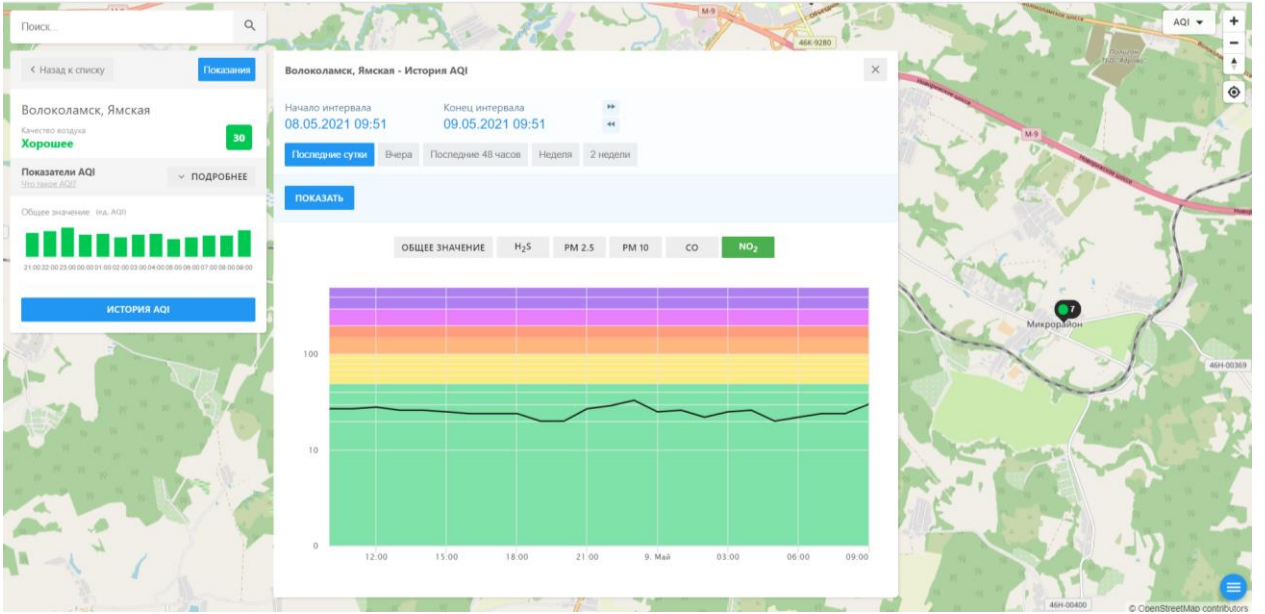 Поиск...
Назад к списку
Показания
Волоколамск, Ямская
Качество воздуха
Хорошее
30
Показатели AQI
Что такое AQI?
ПОДРОБНЕЕ
Общее значение (ед. AQI)
21:00 22:00 23:00 00:00 01:00 02:00 03:00 04:00 05:00 06:00 07:00 08:00 09:00
ИСТОРИЯ AQI
Волоколамск, Ямская - История AQI
Начало интервала
Конец интервала
08.05.2021 09:51
09.05.2021 09:51
Последние сутки
Вчера
Последние 48 часов
Неделя
2 недели
ПОКАЗАТЬ
ОБЩЕЕ ЗНАЧЕНИЕ
H₂S
PM 2.5
PM 10
CO
NO₂
100
10
0
12:00
15:00
18:00
21:00
9. Май
03:00
06:00
09:00
M-9
46К-9280
AQI
M-9
7
Микрорайон
46Н-00369
46Н-00400
© OpenStreetMap contributors